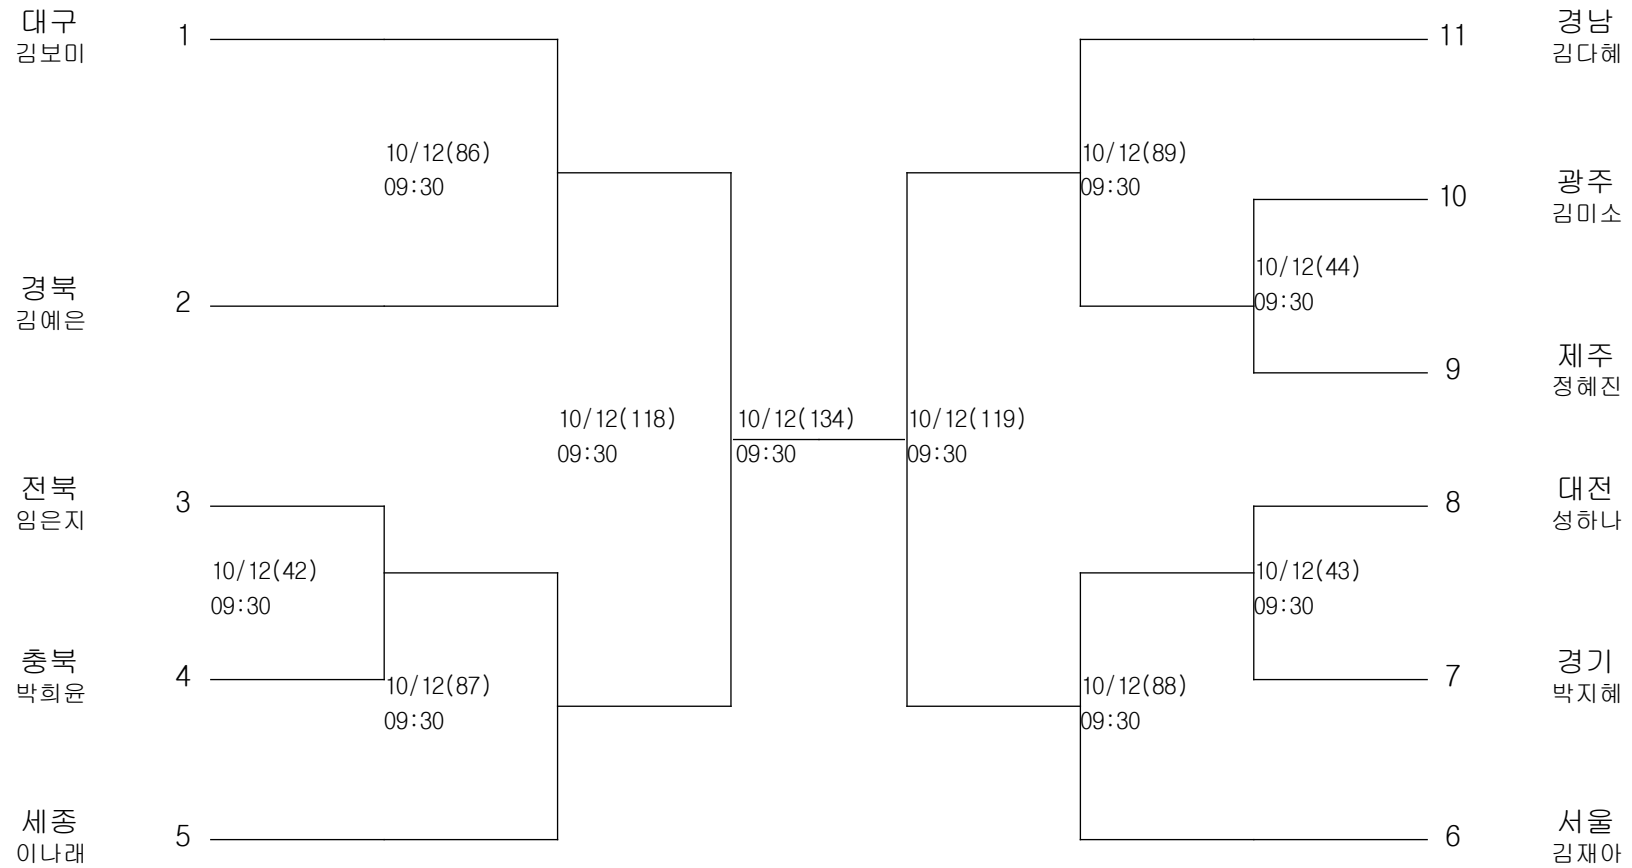 대구
김보미
1
10/12(86)
09:30
경북
김예은
2
10/12(118)
09:30
전북
임은지
3
10/12(42)
09:30
충북
박희윤
4
10/12(87)
09:30
세종
이나래
5
10/12(134)
09:30
11
경남
김다혜
10/12(89)
09:30
10
광주
김미소
10/12(44)
09:30
9
제주
정혜진
10/12(119)
09:30
8
대전
성하나
10/12(43)
09:30
7
경기
박지혜
10/12(88)
09:30
6
서울
김재아